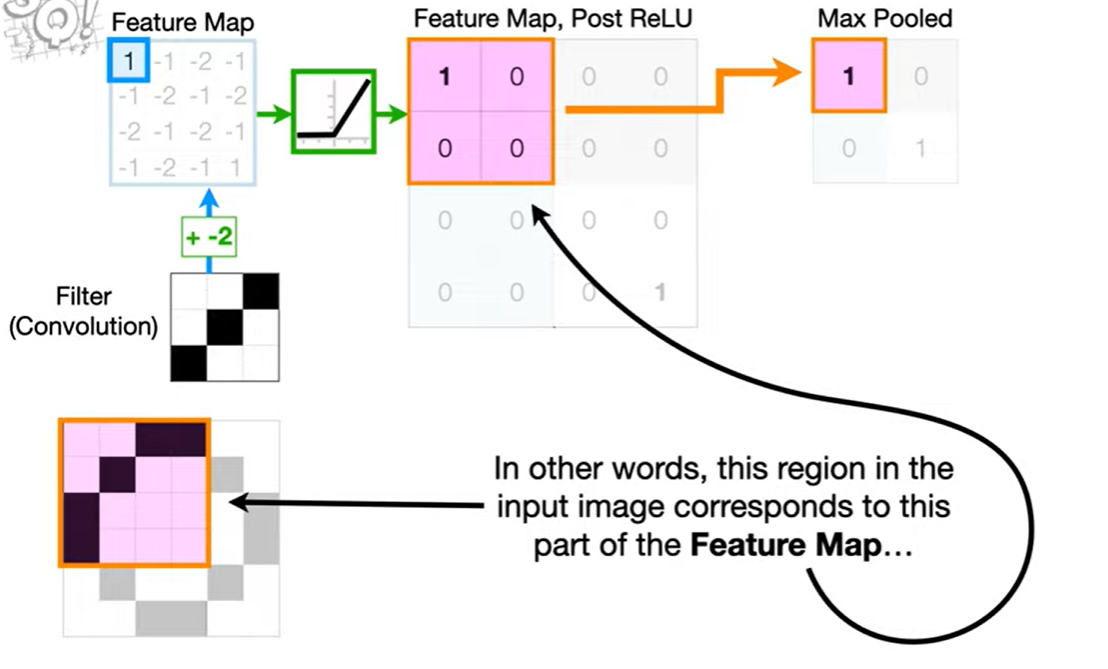 SQ!
Feature Map
Feature Map, Post ReLU
Max Pooled
1 -1 -2 -1
-1 -2 -1 -2
-2 -1 -2 -1
-1 -2 -1 1
1 0 0 0
0 0 0 0
0 0 0 0
0 0 0 1
1 0
0 1
+ -2
Filter
(Convolution)
In other words, this region in the
input image corresponds to this
part of the Feature Map...